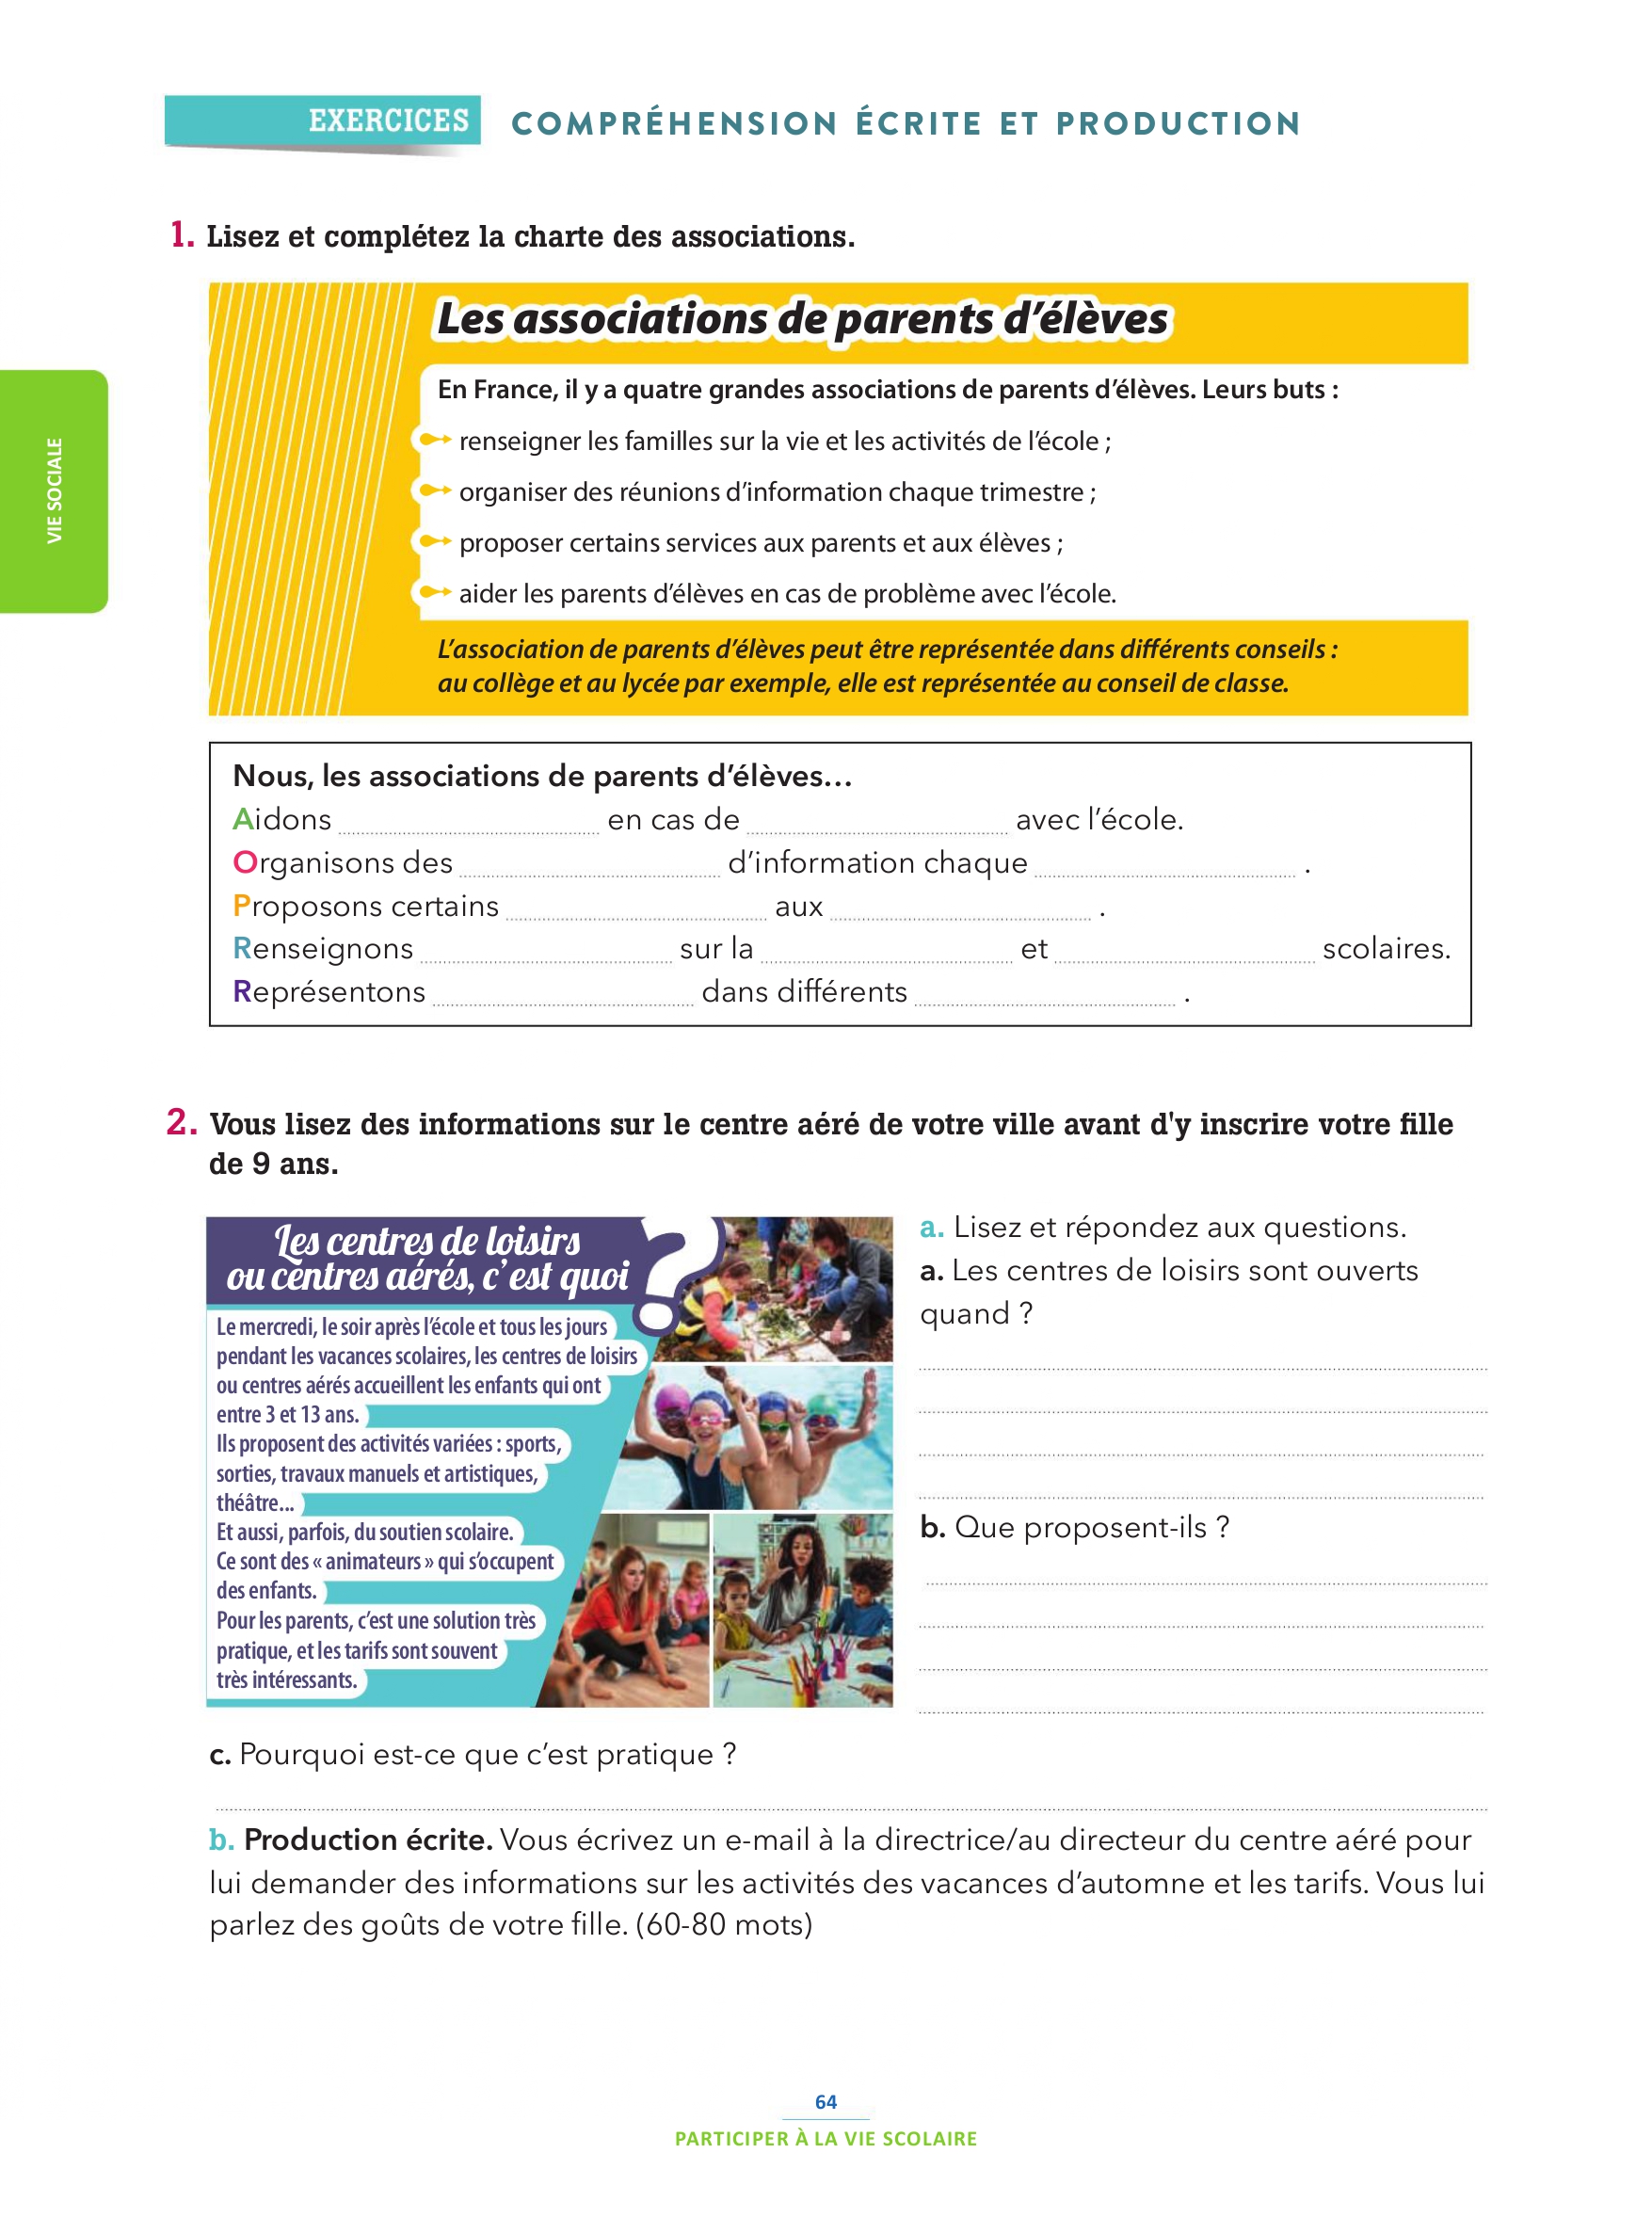 EXERCICES COMPRÉHENSION ÉCRITE ET PRODUCTION
1. Lisez et complétez la charte des associations.
Les associations de parents d'élèves
En France, il y a quatre grandes associations de parents d'élèves. Leurs buts :
renseigner les familles sur la vie et les activités de l'école ;
organiser des réunions d'information chaque trimestre ;
proposer certains services aux parents et aux élèves ;
aider les parents d'élèves en cas de problème avec l'école.
L'association de parents d'élèves peut être représentée dans différents conseils :
au collège et au lycée par exemple, elle est représentée au conseil de classe.
VIE SOCIALE
Nous, les associations de parents d'élèves…
Aidons en cas de avec l'école.
Organisons des d'information chaque .
Proposons certains aux .
Renseignons sur la et scolaires.
Représentons dans différents .
2. Vous lisez des informations sur le centre aéré de votre ville avant d'y inscrire votre fille
de 9 ans.
Les centres de loisirs
ou centres aérés, c'est quoi ?
Le mercredi, le soir après l'école et tous les jours
pendant les vacances scolaires, les centres de loisirs
ou centres aérés accueillent les enfants qui ont
entre 3 et 13 ans.
Ils proposent des activités variées : sports,
sorties, travaux manuels et artistiques,
théâtre...
Et aussi, parfois, du soutien scolaire.
Ce sont des « animateurs » qui s'occupent
des enfants.
Pour les parents, c'est une solution très
pratique, et les tarifs sont souvent
très intéressants.
a. Lisez et répondez aux questions.
a. Les centres de loisirs sont ouverts
quand ?
b. Que proposent-ils ?
c. Pourquoi est-ce que c'est pratique ?
b. Production écrite. Vous écrivez un e-mail à la directrice/au directeur du centre aéré pour
lui demander des informations sur les activités des vacances d'automne et les tarifs. Vous lui
parlez des goûts de votre fille. (60-80 mots)
64
PARTICIPER À LA VIE SCOLAIRE